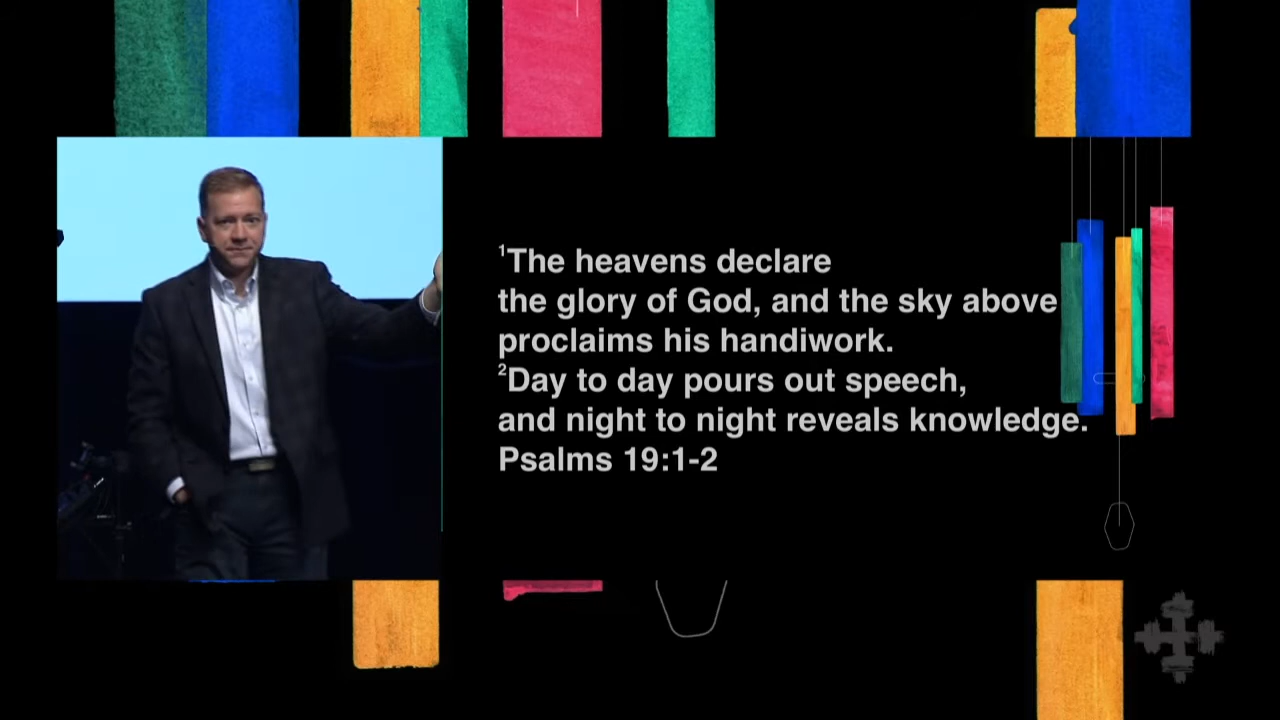 ¹The heavens declare
the glory of God, and the sky above
proclaims his handiwork.
²Day to day pours out speech,
and night to night reveals knowledge.
Psalms 19:1-2